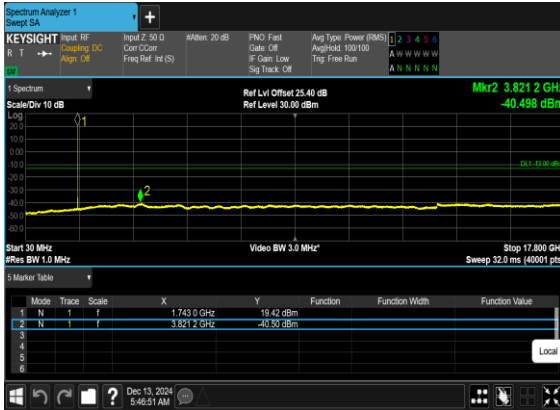 Spectrum Analyzer 1
Swept SA
+
KEYSIGHT
R T
LV
Input: RF
Coupling: DC
Align: Off
Input Z: 50 Ω
Corr CCorr
Freq Ref: Int (S)
#Atten: 20 dB
PNO: Fast
Gate: Off
IF Gain: Low
Sig Track: Off
Avg Type: Power (RMS)
Avg|Hold: 100/100
Trig: Free Run
1 2 3 4 5 6
A W W W W W
A N N N N N
1 Spectrum
Scale/Div 10 dB
Ref Lvl Offset 25.40 dB
Ref Level 30.00 dBm
Mkr2 3.821 2 GHz
-40.498 dBm
Log
20.0
10.0
0.00
-10.0
-20.0
-30.0
-40.0
-50.0
-60.0
1
2
DL1 -13.00 dBm
Start 30 MHz
#Res BW 1.0 MHz
Video BW 3.0 MHz*
Stop 17.800 GHz
Sweep 32.0 ms (40001 pts)
5 Marker Table
Mode Trace Scale X Y Function Function Width Function Value
1 N 1 f 1.743 0 GHz 19.42 dBm
2 N 1 f 3.821 2 GHz -40.50 dBm
3
4
5
6
Local
?
Dec 13, 2024
5:46:51 AM